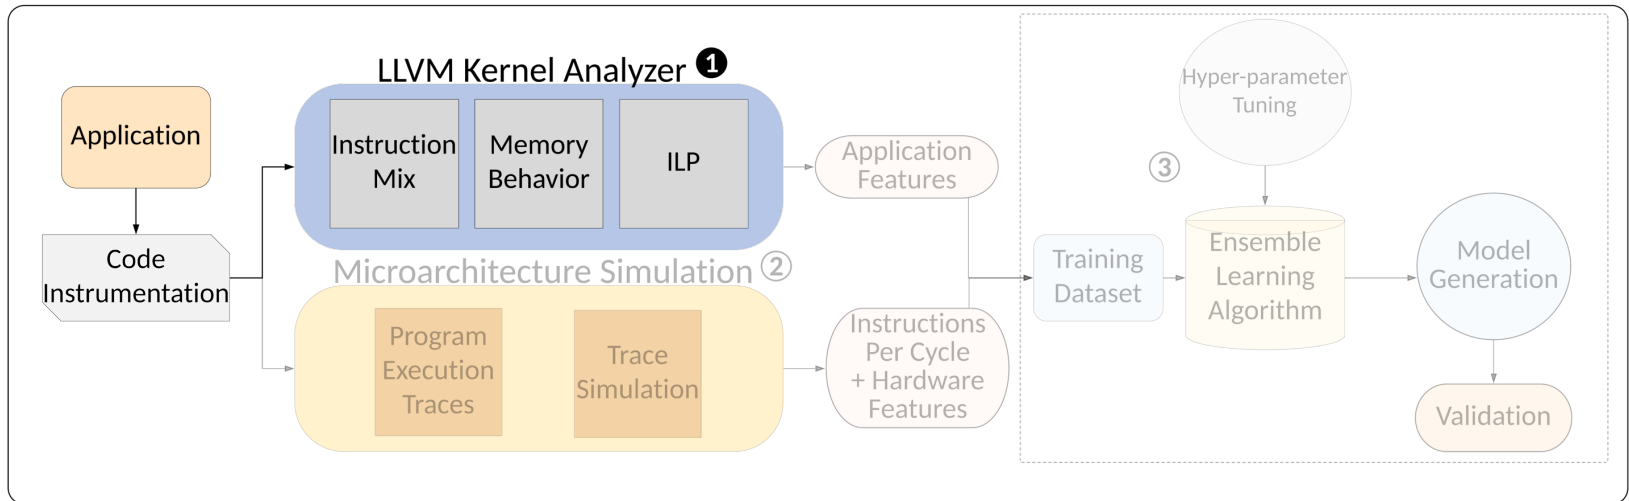 LLVM Kernel Analyzer ❶
Application
Instruction
Mix
Memory
Behavior
ILP
Code
Instrumentation
Microarchitecture Simulation ②
Program
Execution
Traces
Trace
Simulation
Application
Features
Instructions
Per Cycle
+ Hardware
Features
③
Hyper-parameter
Tuning
Training
Dataset
Ensemble
Learning
Algorithm
Model
Generation
Validation